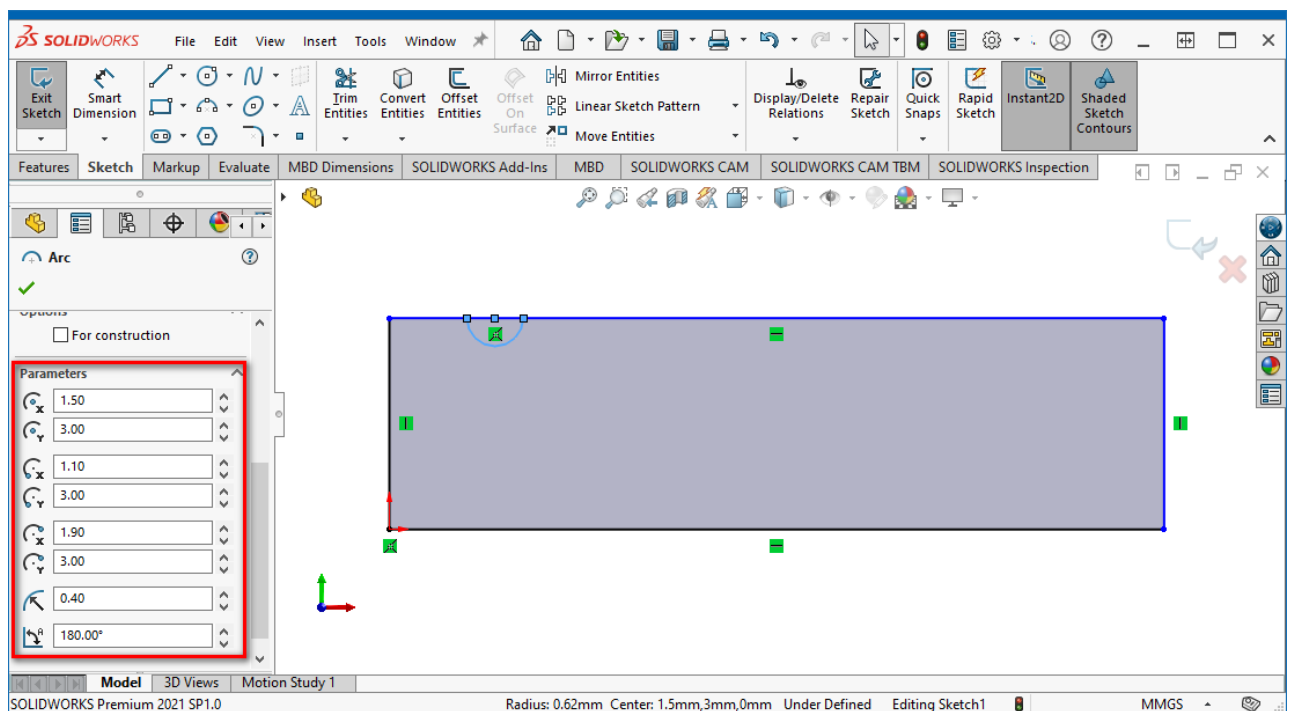 SOLIDWORKS File Edit View Insert Tools Window
Exit Sketch
Smart Dimension
A
Trim Entities
Convert Entities
Offset Entities
Offset On Surface
Mirror Entities
Linear Sketch Pattern
Move Entities
Display/Delete Relations
Repair Sketch
Quick Snaps
Rapid Sketch
Instant2D
Shaded Sketch Contours
Features Sketch Markup Evaluate MBD Dimensions SOLIDWORKS Add-Ins MBD SOLIDWORKS CAM SOLIDWORKS CAM TBM SOLIDWORKS Inspection
Arc
Options
For construction
Parameters
X 1.50
Y 3.00
X 1.10
Y 3.00
X 1.90
Y 3.00
0.40
180.00°
Model 3D Views Motion Study 1
SOLIDWORKS Premium 2021 SP1.0 Radius: 0.62mm Center: 1.5mm,3mm,0mm Under Defined Editing Sketch1 MMGS